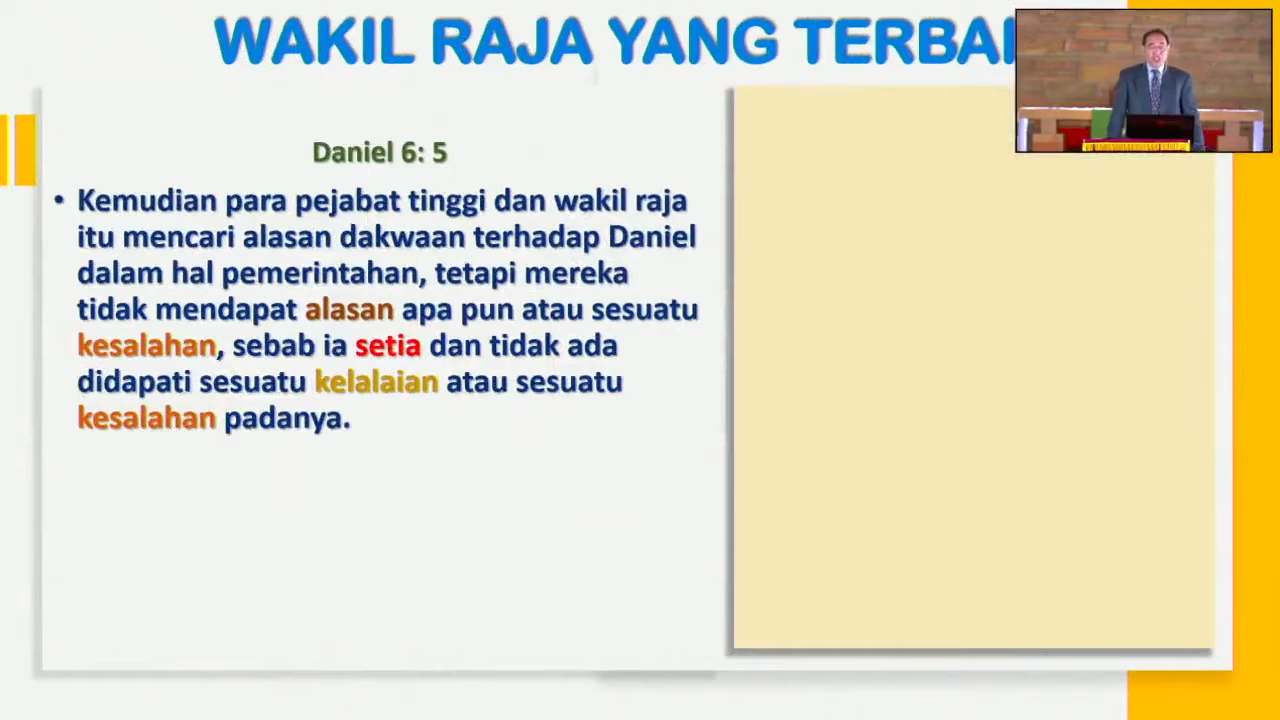 WAKIL RAJA YANG
Daniel 6: 5
• Kemudian para pejabat tinggi dan wakil raja
itu mencari alasan dakwaan terhadap Daniel
dalam hal pemerintahan, tetapi mereka
tidak mendapat alasan apa pun atau sesuatu
kesalahan, sebab ia setia dan tidak ada
didapati sesuatu kelalaian atau sesuatu
kesalahan padanya.